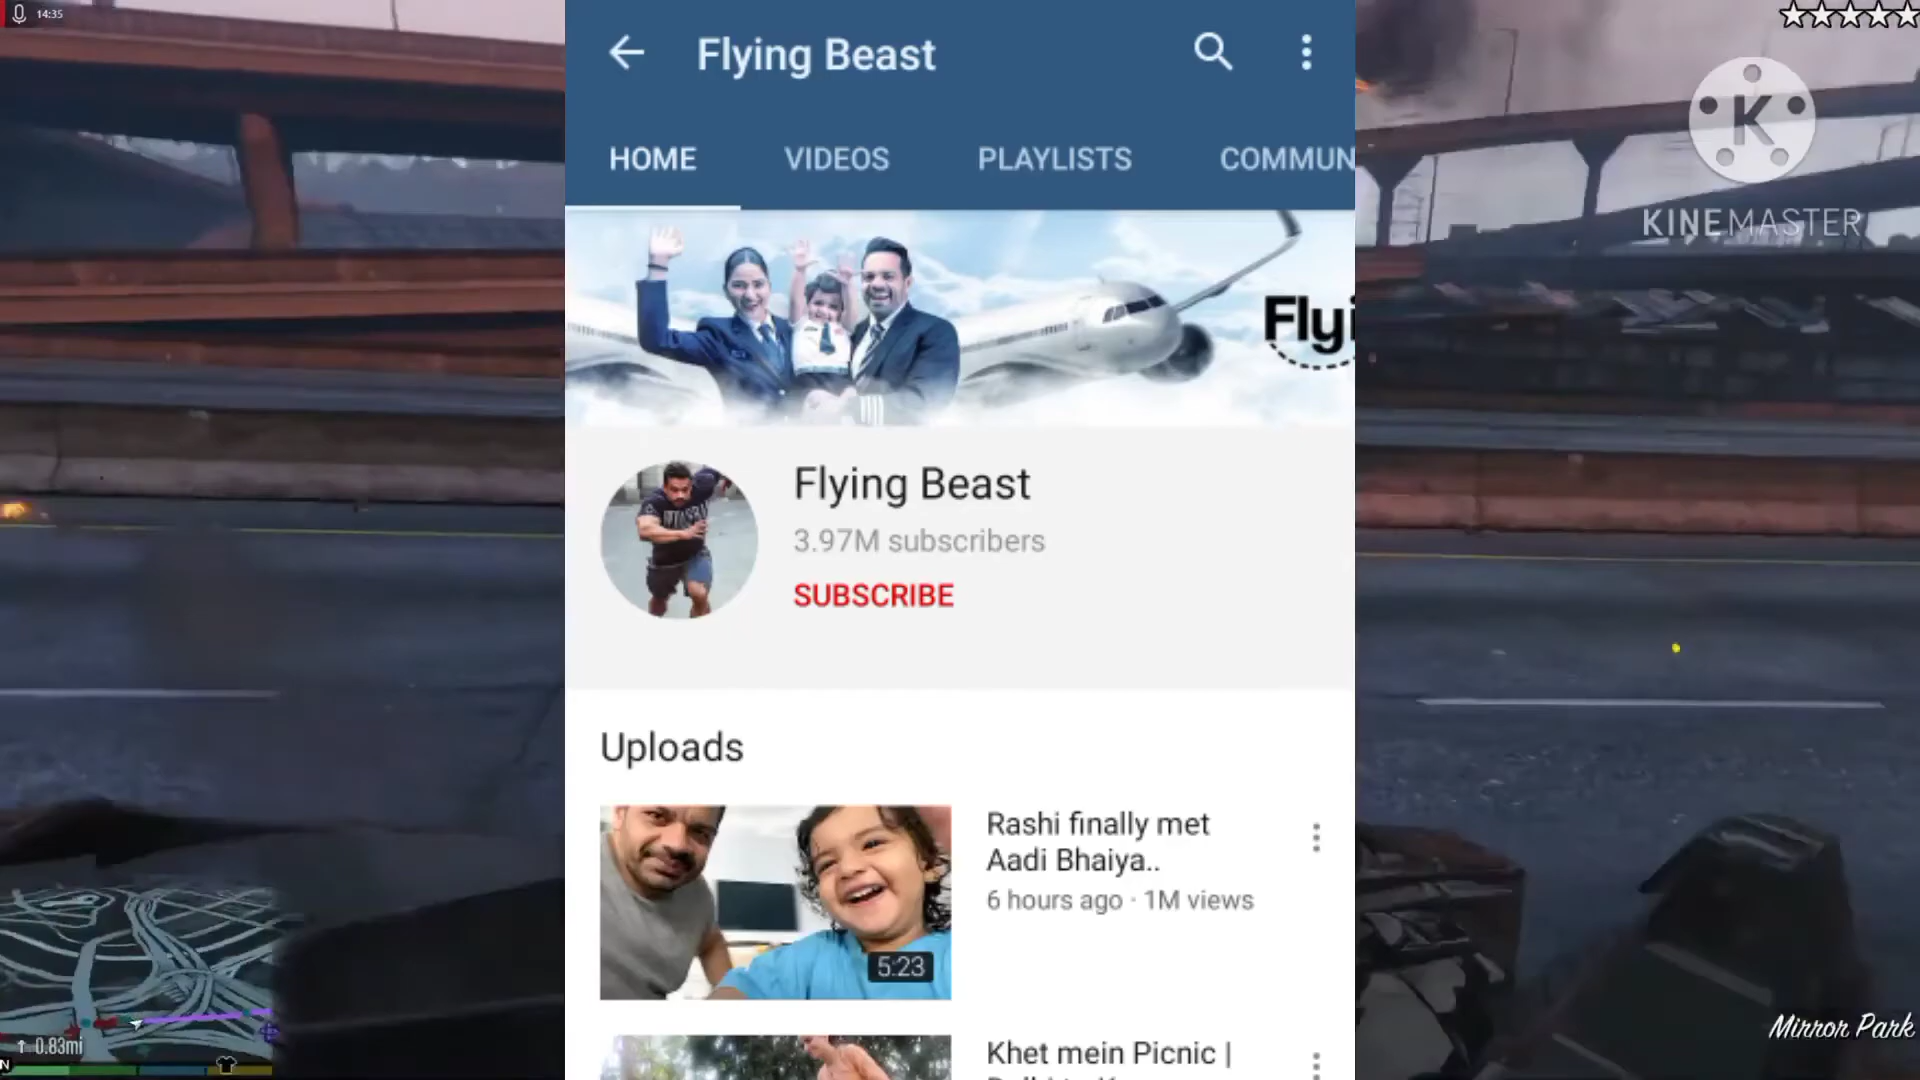 14:35
Flying Beast
HOME VIDEOS PLAYLISTS COMMUN
KINEMASTER
Flyi
Flying Beast
3.97M subscribers
SUBSCRIBE
Uploads
Rashi finally met
Aadi Bhaiya..
6 hours ago · 1M views
5:23
Khet mein Picnic |
Mirror Park
0.83mi
N